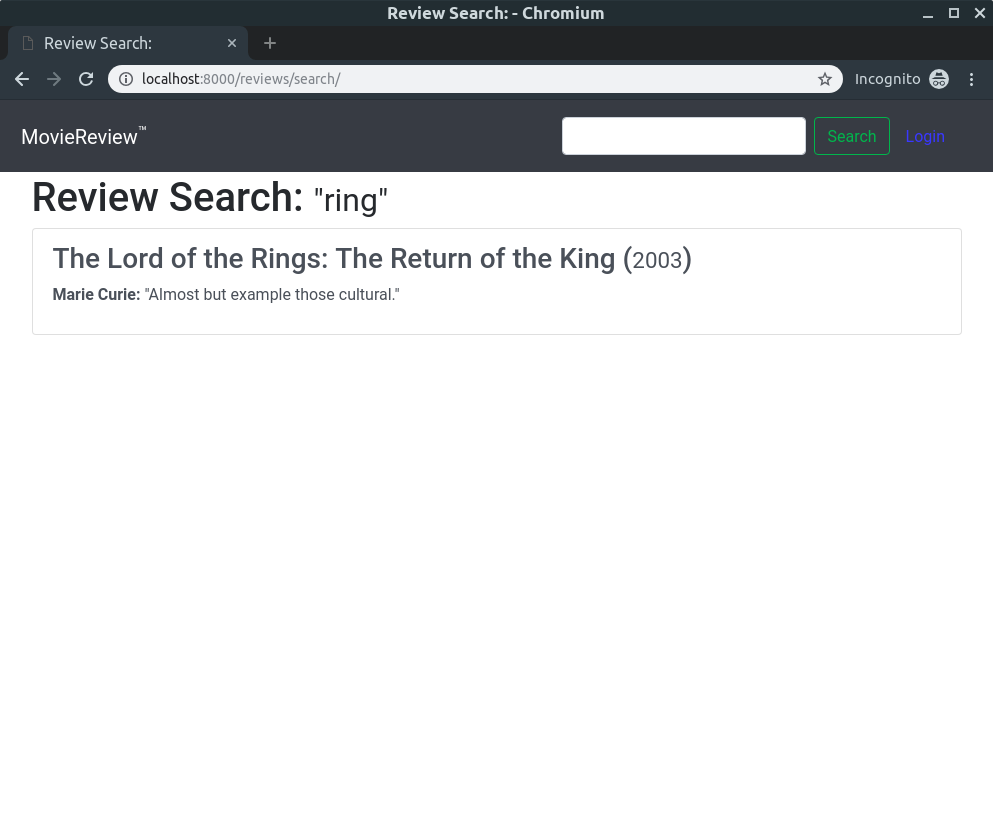 Review Search: - Chromium
Review Search:
localhost:8000/reviews/search/
Incognito
MovieReview™
Search
Login
Review Search: "ring"
The Lord of the Rings: The Return of the King (2003)
Marie Curie: "Almost but example those cultural."